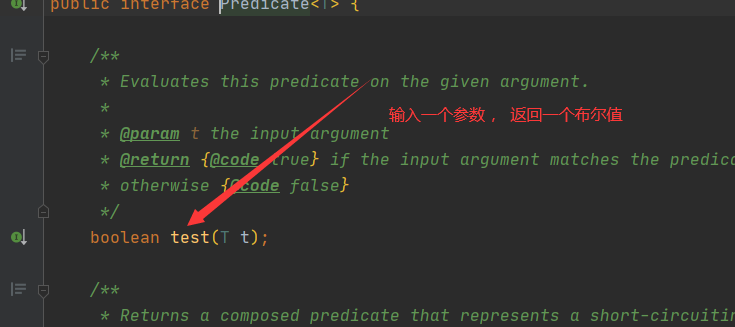 public interface Predicate<T> {
/**
* Evaluates this predicate on the given argument.
*
输入一个参数 ， 返回一个布尔值
* @param t the input argument
* @return {@code true} if the input argument matches the predica
* otherwise {@code false}
*/
boolean test(T t);
/**
* Returns a composed predicate that represents a short-circuitin